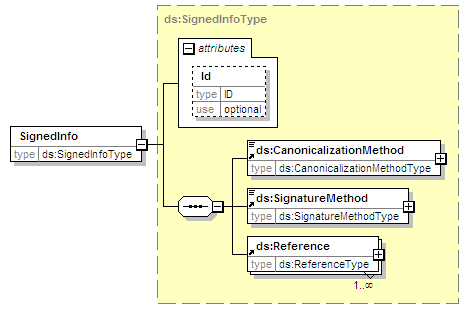 ds:SignedInfoType
attributes
Id
type ID
use optional
SignedInfo
type ds:SignedInfoType
ds:CanonicalizationMethod
type ds:CanonicalizationMethodType
ds:SignatureMethod
type ds:SignatureMethodType
ds:Reference
type ds:ReferenceType
1..∞